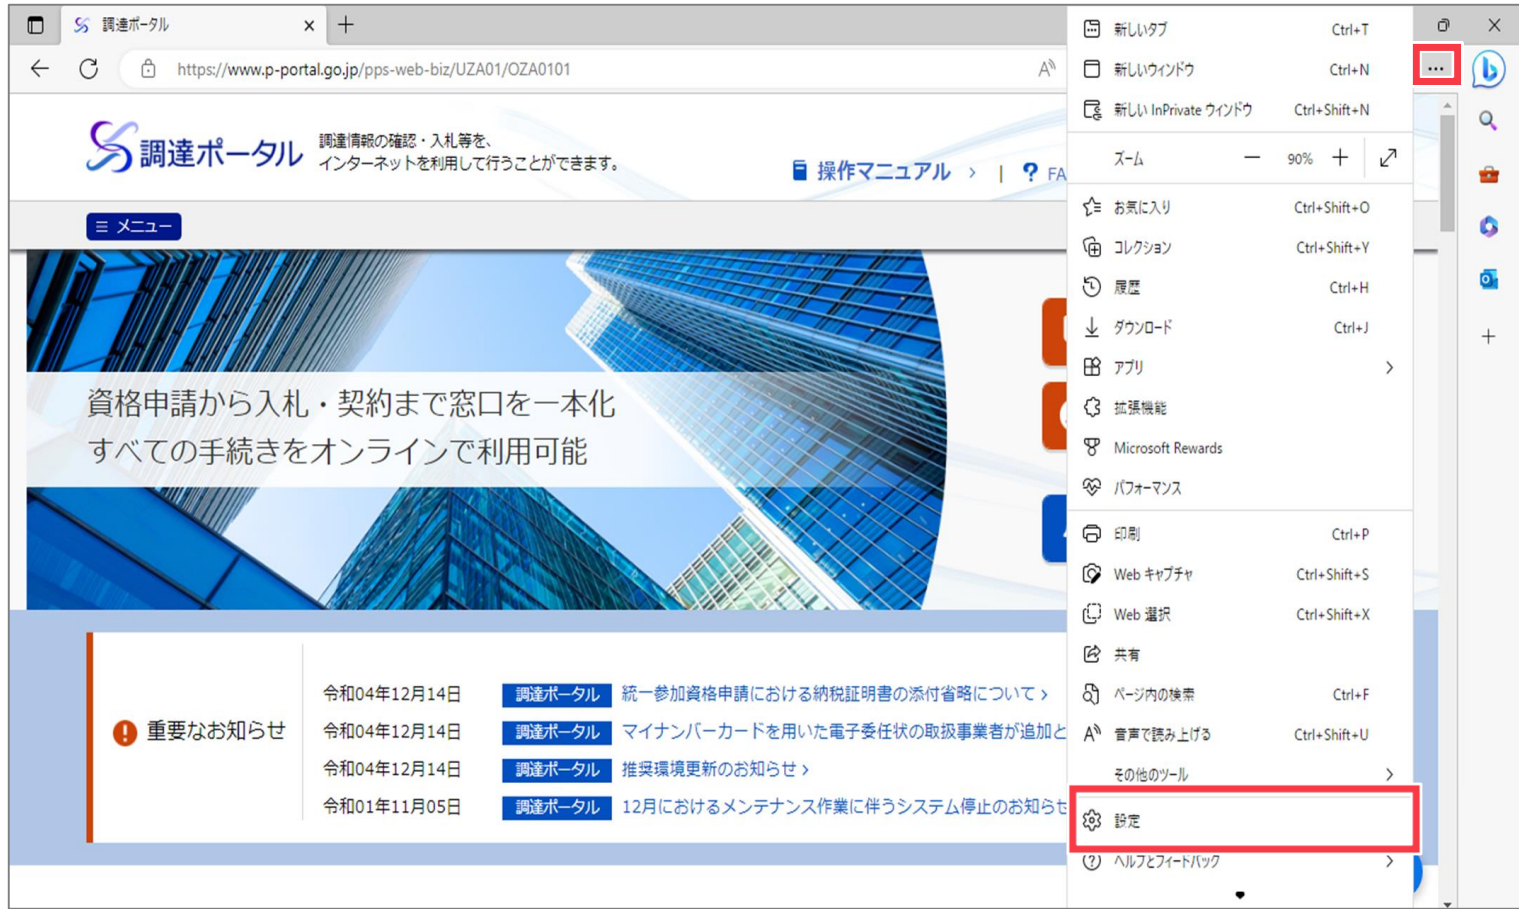 調達ポータル
https://www.p-portal.go.jp/pps-web-biz/UZA01/OZA0101
調達ポータル
調達情報の確認・入札等を、
インターネットを利用して行うことができます。
操作マニュアル
FA
メニュー
資格申請から入札・契約まで窓口を一本化
すべての手続きをオンラインで利用可能
重要なお知らせ
令和04年12月14日 調達ポータル 統一参加資格申請における納税証明書の添付省略について
令和04年12月14日 調達ポータル マイナンバーカードを用いた電子委任状の取扱事業者が追加と
令和04年12月14日 調達ポータル 推奨環境更新のお知らせ
令和01年11月05日 調達ポータル 12月におけるメンテナンス作業に伴うシステム停止のお知らせ
新しいタブ Ctrl+T
新しいウィンドウ Ctrl+N
新しい InPrivate ウィンドウ Ctrl+Shift+N
ズーム 90%
お気に入り Ctrl+Shift+O
コレクション Ctrl+Shift+Y
履歴 Ctrl+H
ダウンロード Ctrl+J
アプリ
拡張機能
Microsoft Rewards
パフォーマンス
印刷 Ctrl+P
Web キャプチャ Ctrl+Shift+S
Web 選択 Ctrl+Shift+X
共有
ページ内の検索 Ctrl+F
音声で読み上げる Ctrl+Shift+U
その他のツール
設定
ヘルプとフィードバック